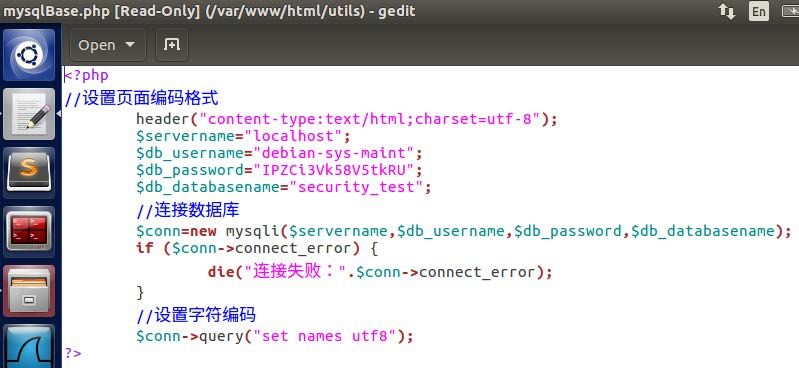 mysqlBase.php [Read-Only] (/var/www/html/utils) - gedit
En
Open
<?php
//设置页面编码格式
header("content-type:text/html;charset=utf-8");
$servername="localhost";
$db_username="debian-sys-maint";
$db_password="IPZCi3Vk58V5tkRU";
$db_databasename="security_test";
//连接数据库
$conn=new mysqli($servername,$db_username,$db_password,$db_databasename);
if ($conn->connect_error) {
die("连接失败：".$conn->connect_error);
}
//设置字符编码
$conn->query("set names utf8");
?>